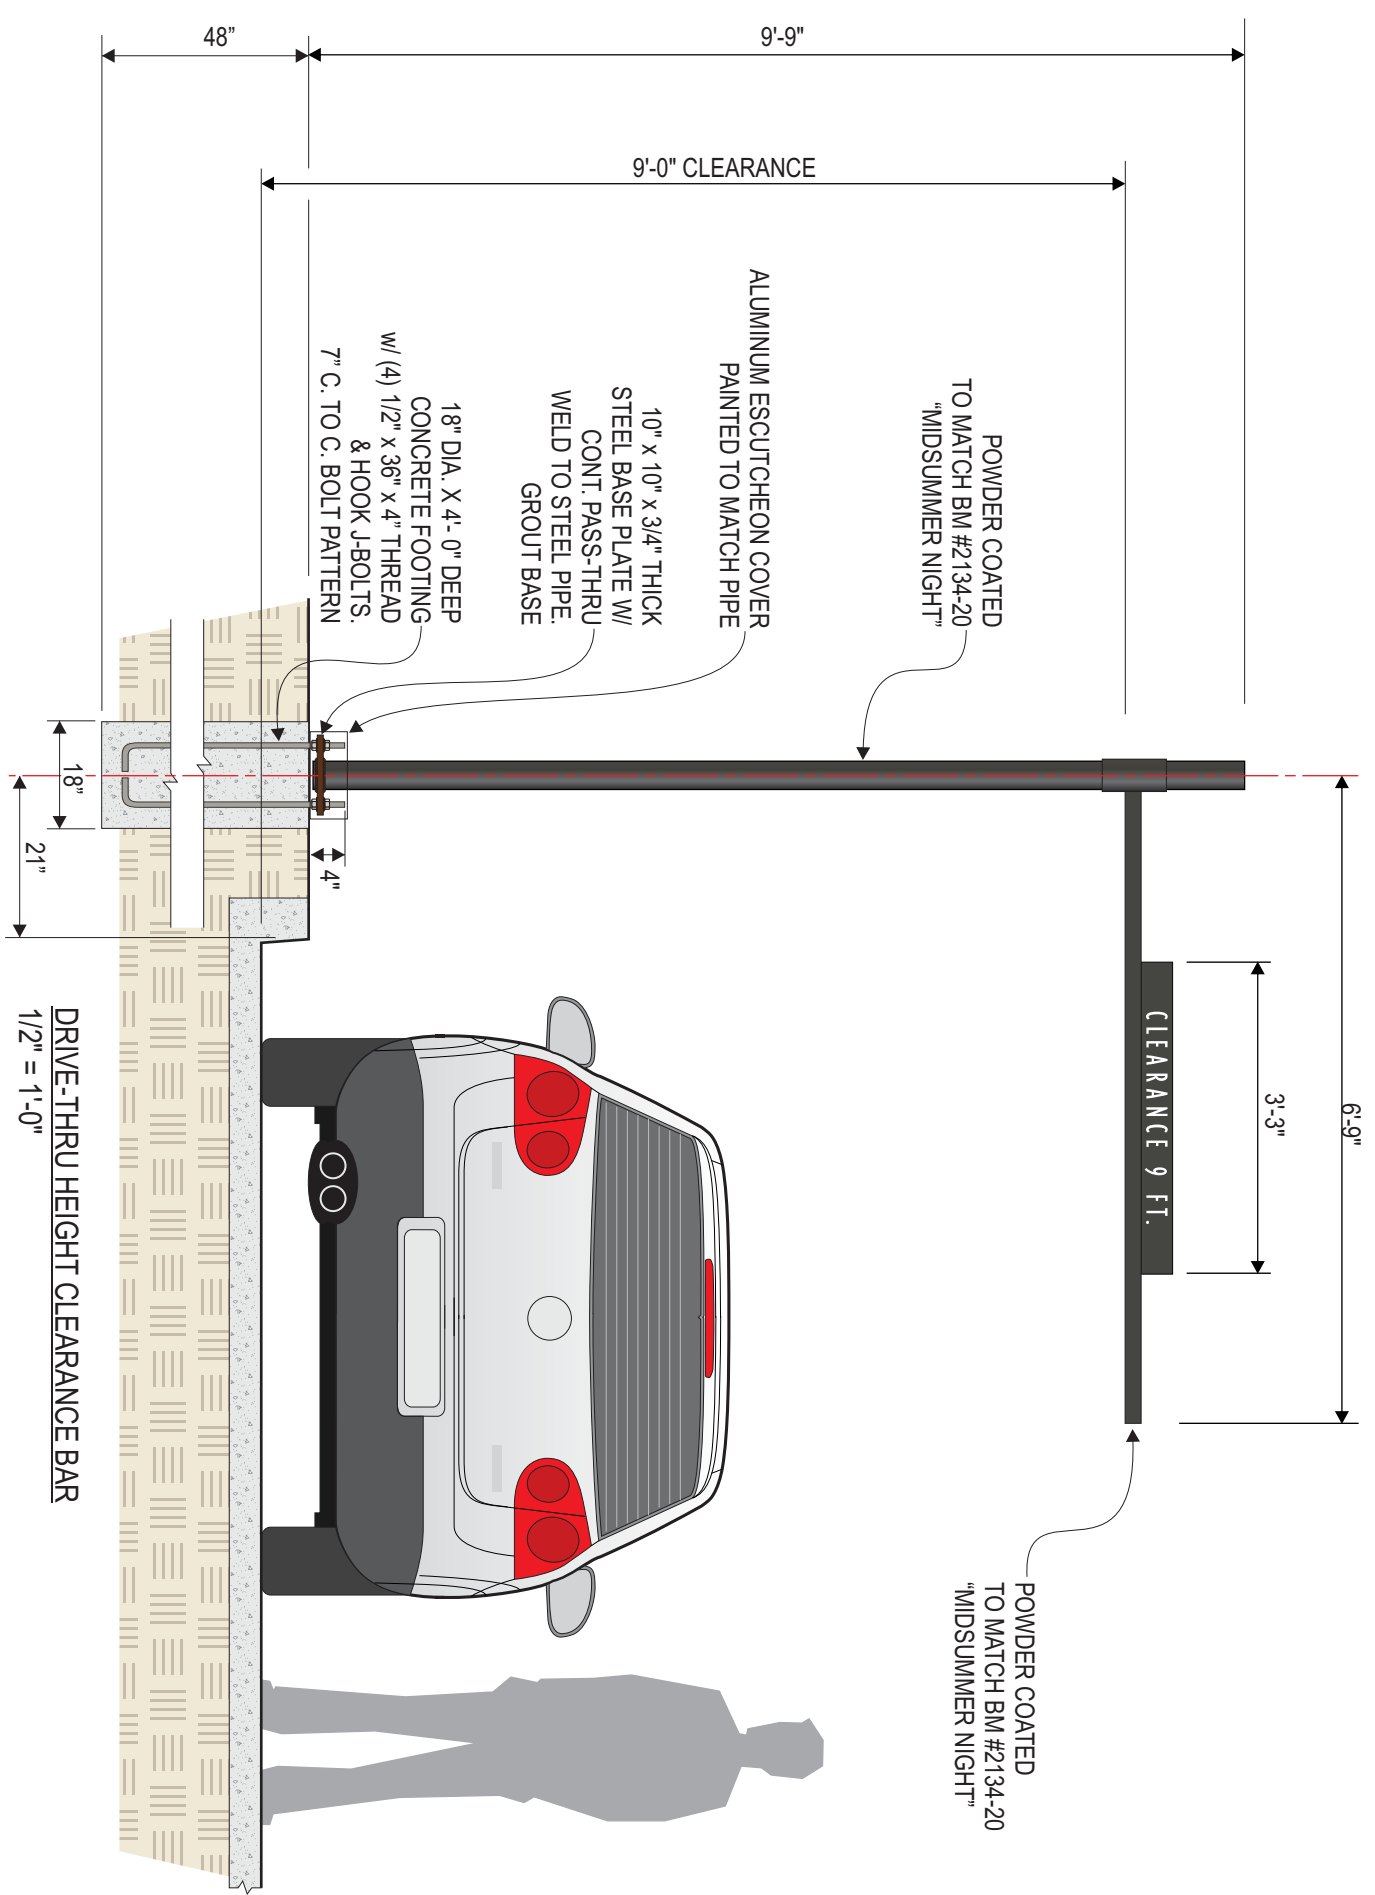 48”
9'-9"
9'-0" CLEARANCE
6'-9"
3'-3"
CLEARANCE 9 FT.
POWDER COATED
TO MATCH BM #2134-20
“MIDSUMMER NIGHT”
ALUMINUM ESCUTCHEON COVER
PAINTED TO MATCH PIPE
10" x 10" x 3/4" THICK
STEEL BASE PLATE W/
CONT. PASS-THRU
WELD TO STEEL PIPE.
GROUT BASE
18" DIA. X 4'- 0" DEEP
CONCRETE FOOTING
w/ (4) 1/2" x 36" x 4” THREAD
& HOOK J-BOLTS.
7” C. TO C. BOLT PATTERN
POWDER COATED
TO MATCH BM #2134-20
“MIDSUMMER NIGHT”
4"
18"
21”
DRIVE-THRU HEIGHT CLEARANCE BAR
1/2" = 1'-0"